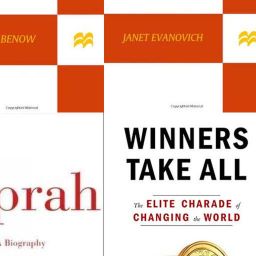 BENOW
JANET EVANOVICH
Copyrighted Material
Copyrighted Material
prah
A Biography
WINNERS
TAKE ALL
The ELITE CHARADE of
CHANGING the WORLD